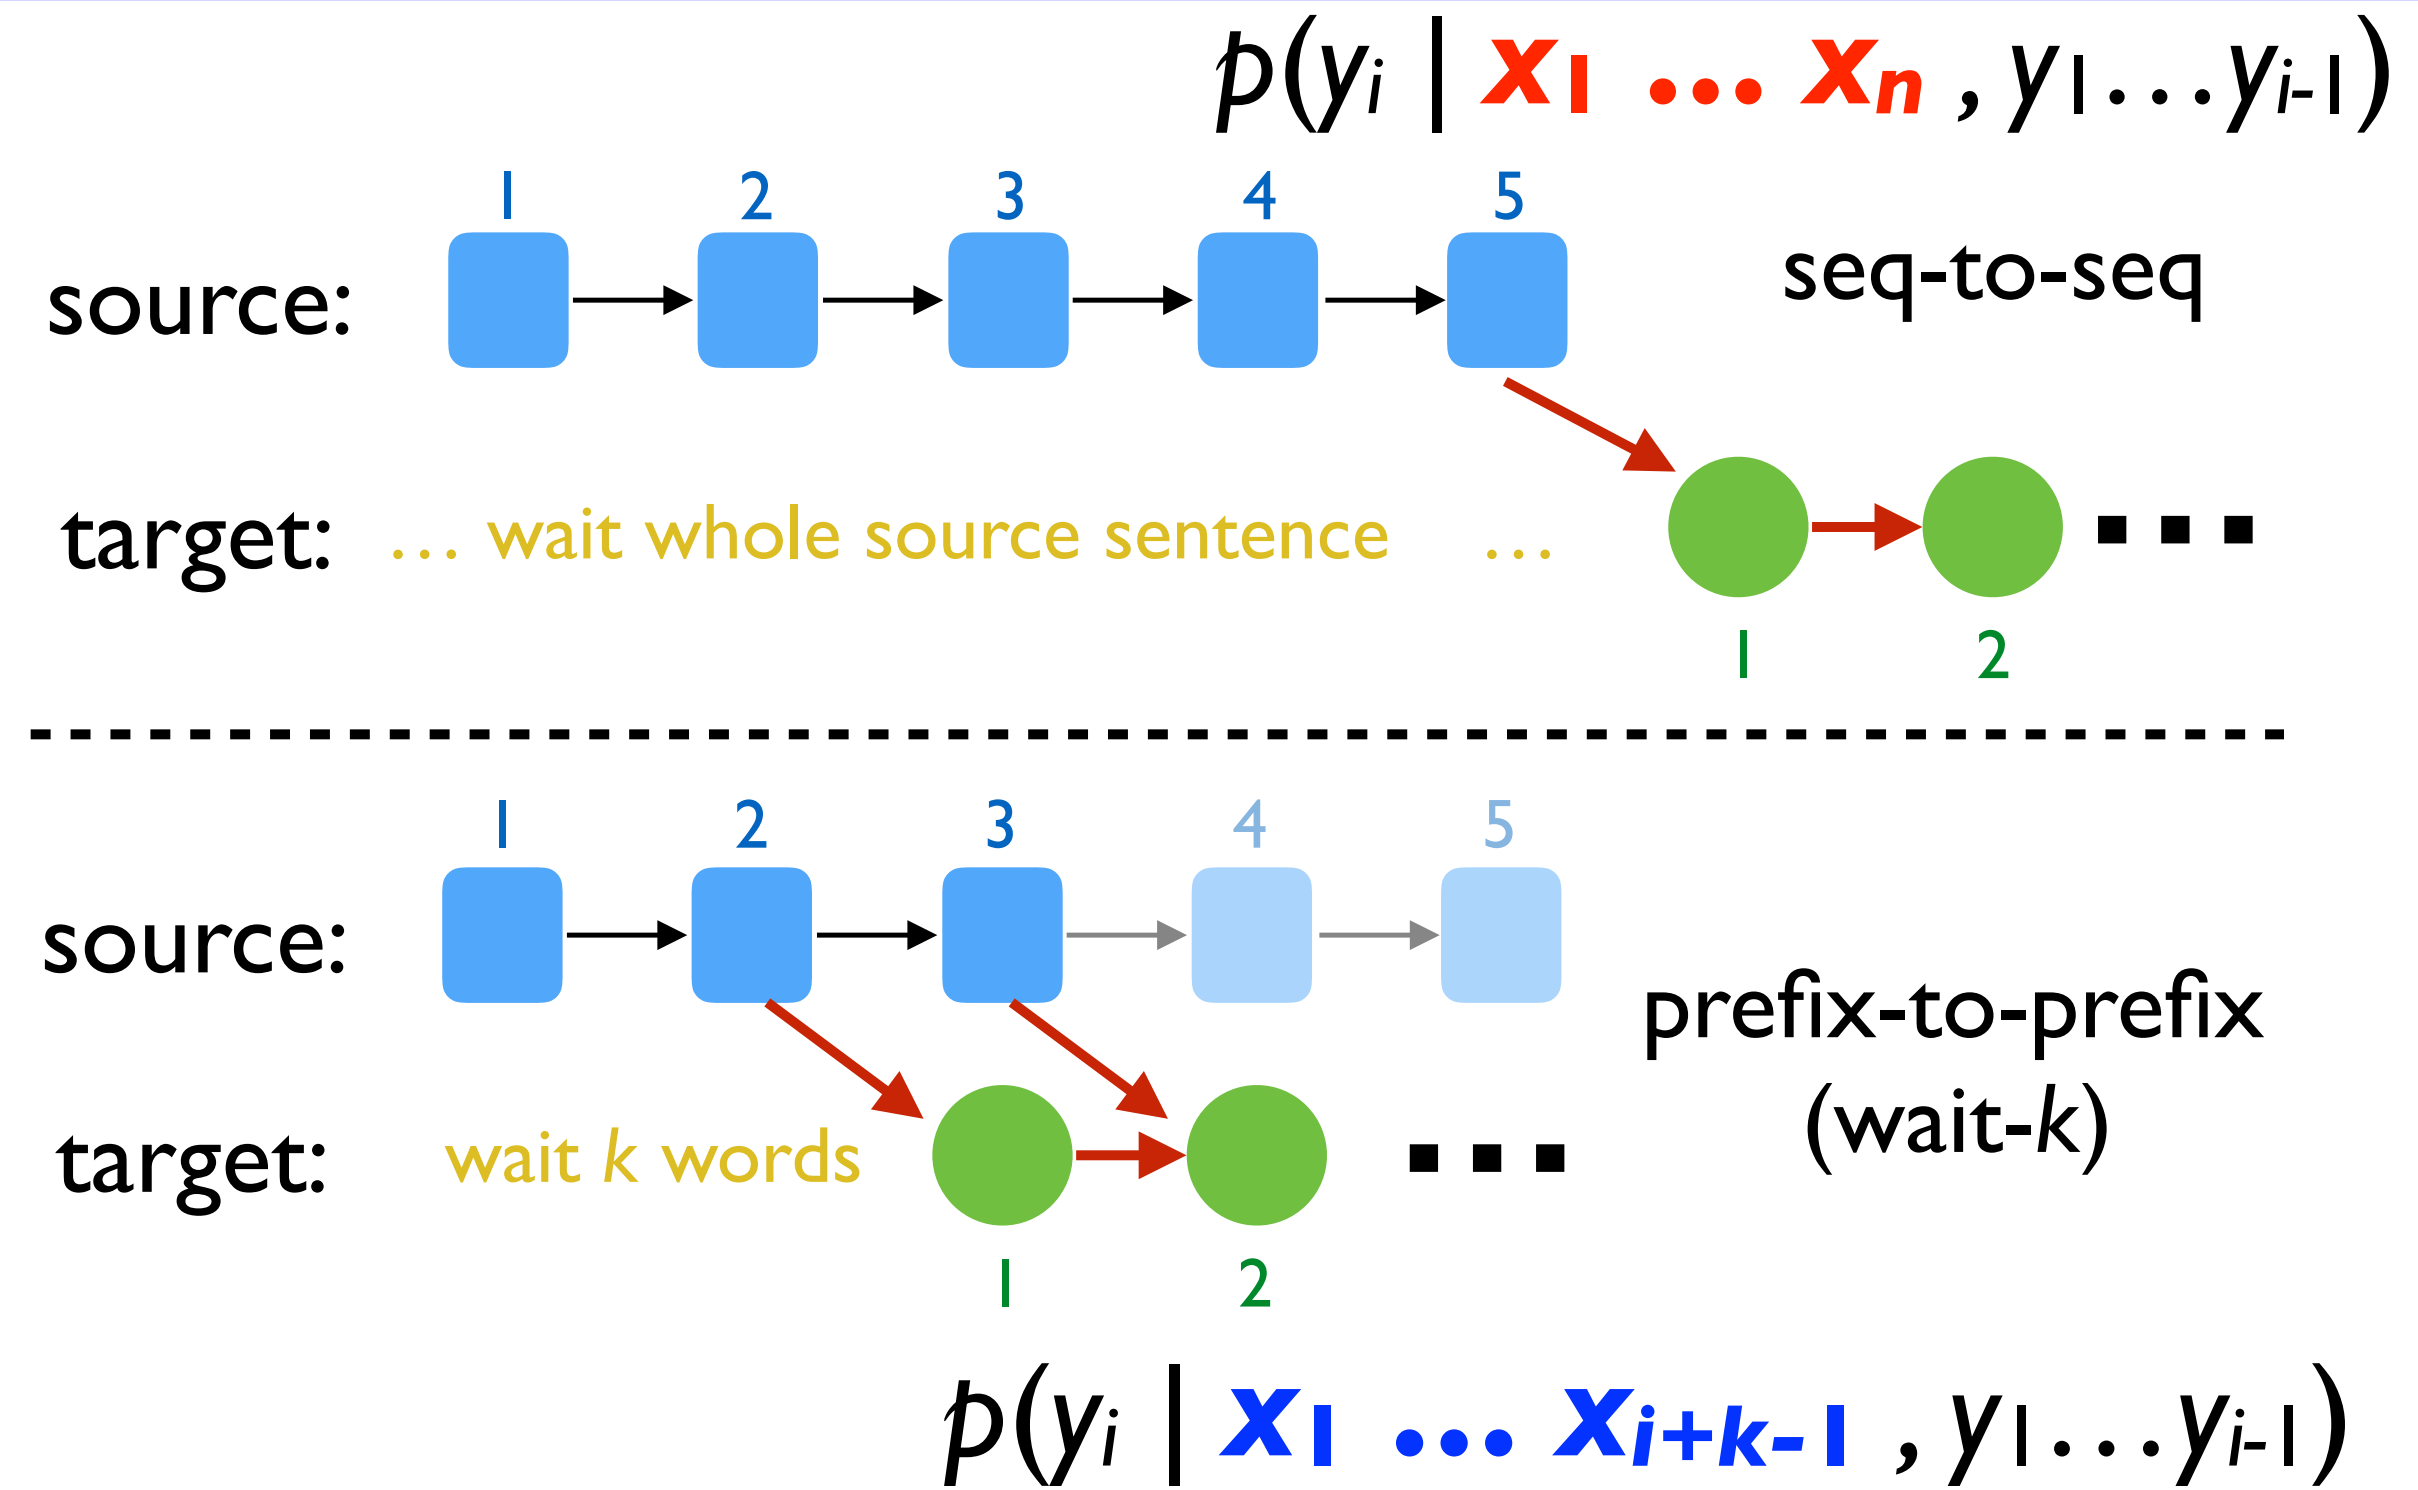 p(yᵢ | x₁ ... xₙ , y₁...yᵢ₋₁)
1 2 3 4 5
source:
seq-to-seq
target: ... wait whole source sentence ...
1 2
1 2 3 4 5
source:
prefix-to-prefix
(wait-k)
target: wait k words
1 2
p(yᵢ | x₁ ... xᵢ₊ₖ₋₁ , y₁...yᵢ₋₁)